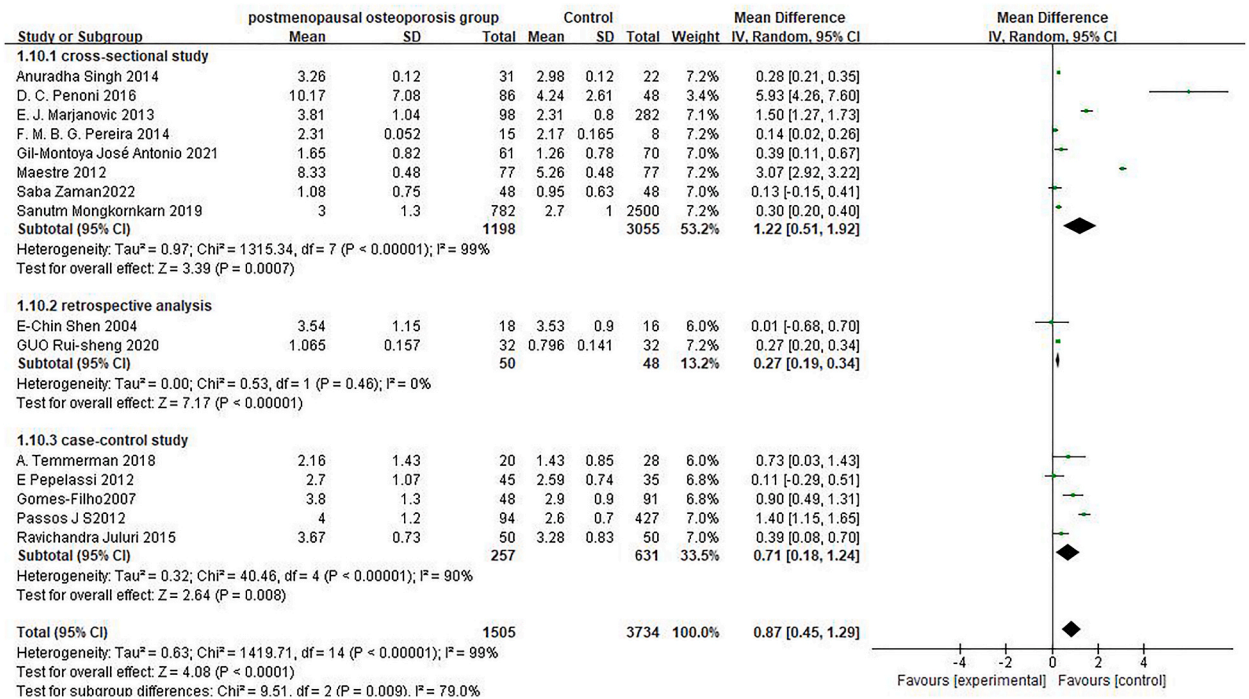 postmenopausal osteoporosis group Control Mean Difference Mean Difference
Study or Subgroup Mean SD Total Mean SD Total Weight IV, Random, 95% CI IV, Random, 95% CI
1.10.1 cross-sectional study
Anuradha Singh 2014 3.26 0.12 31 2.98 0.12 22 7.2% 0.28 [0.21, 0.35]
D. C. Penoni 2016 10.17 7.08 86 4.24 2.61 48 3.4% 5.93 [4.26, 7.60]
E. J. Marjanovic 2013 3.81 1.04 98 2.31 0.8 282 7.1% 1.50 [1.27, 1.73]
F. M. B. G. Pereira 2014 2.31 0.052 15 2.17 0.165 8 7.2% 0.14 [0.02, 0.26]
Gil-Montoya José Antonio 2021 1.65 0.82 61 1.26 0.78 70 7.0% 0.39 [0.11, 0.67]
Maestre 2012 8.33 0.48 77 5.26 0.48 77 7.2% 3.07 [2.92, 3.22]
Saba Zaman2022 1.08 0.75 48 0.95 0.63 48 7.0% 0.13 [-0.15, 0.41]
Sanutm Mongkornkarn 2019 3 1.3 782 2.7 1 2500 7.2% 0.30 [0.20, 0.40]
Subtotal (95% CI) 1198 3055 53.2% 1.22 [0.51, 1.92]
Heterogeneity: Tau² = 0.97; Chi² = 1315.34, df = 7 (P < 0.00001); I² = 99%
Test for overall effect: Z = 3.39 (P = 0.0007)
1.10.2 retrospective analysis
E-Chin Shen 2004 3.54 1.15 18 3.53 0.9 16 6.0% 0.01 [-0.68, 0.70]
GUO Rui-sheng 2020 1.065 0.157 32 0.796 0.141 32 7.2% 0.27 [0.20, 0.34]
Subtotal (95% CI) 50 48 13.2% 0.27 [0.19, 0.34]
Heterogeneity: Tau² = 0.00; Chi² = 0.53, df = 1 (P = 0.46); I² = 0%
Test for overall effect: Z = 7.17 (P < 0.00001)
1.10.3 case-control study
A. Temmerman 2018 2.16 1.43 20 1.43 0.85 28 6.0% 0.73 [0.03, 1.43]
E Pepelassi 2012 2.7 1.07 45 2.59 0.74 35 6.8% 0.11 [-0.29, 0.51]
Gomes-Filho2007 3.8 1.3 48 2.9 0.9 91 6.8% 0.90 [0.49, 1.31]
Passos J S2012 4 1.2 94 2.6 0.7 427 7.0% 1.40 [1.15, 1.65]
Ravichandra Juluri 2015 3.67 0.73 50 3.28 0.83 50 7.0% 0.39 [0.08, 0.70]
Subtotal (95% CI) 257 631 33.5% 0.71 [0.18, 1.24]
Heterogeneity: Tau² = 0.32; Chi² = 40.46, df = 4 (P < 0.00001); I² = 90%
Test for overall effect: Z = 2.64 (P = 0.008)
Total (95% CI) 1505 3734 100.0% 0.87 [0.45, 1.29]
Heterogeneity: Tau² = 0.63; Chi² = 1419.71, df = 14 (P < 0.00001); I² = 99%
Test for overall effect: Z = 4.08 (P < 0.0001)
Test for subgroup differences: Chi² = 9.51, df = 2 (P = 0.009), I² = 79.0%
-4 -2 0 2 4
Favours [experimental] Favours [control]